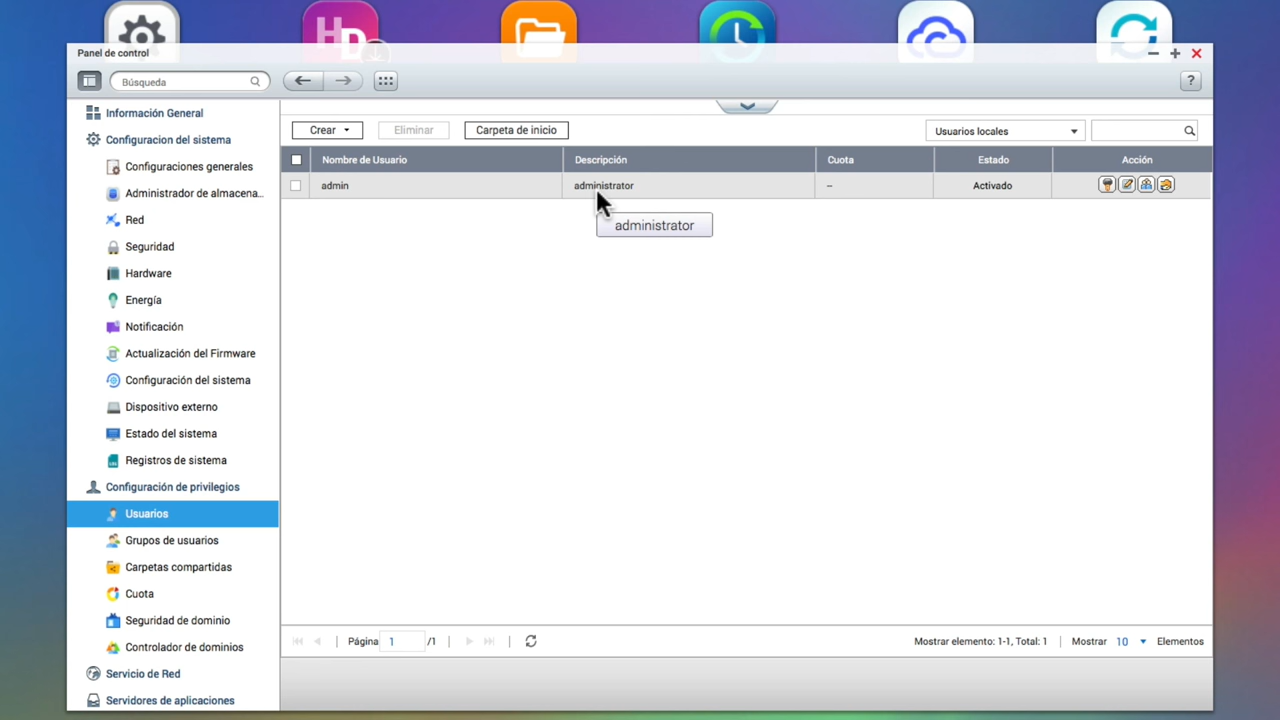 HD
Panel de control
Búsqueda
?
Información General
Configuracion del sistema
Configuraciones generales
Administrador de almacena...
Red
Seguridad
Hardware
Energía
Notificación
Actualización del Firmware
Configuración del sistema
Dispositivo externo
Estado del sistema
Registros de sistema
Configuración de privilegios
Usuarios
Grupos de usuarios
Carpetas compartidas
Cuota
Seguridad de dominio
Controlador de dominios
Servicio de Red
Servidores de aplicaciones
Crear Eliminar Carpeta de inicio Usuarios locales
Nombre de Usuario Descripción Cuota Estado Acción
admin administrator -- Activado
administrator
Página 1 /1 Mostrar elemento: 1-1, Total: 1 Mostrar 10 Elementos